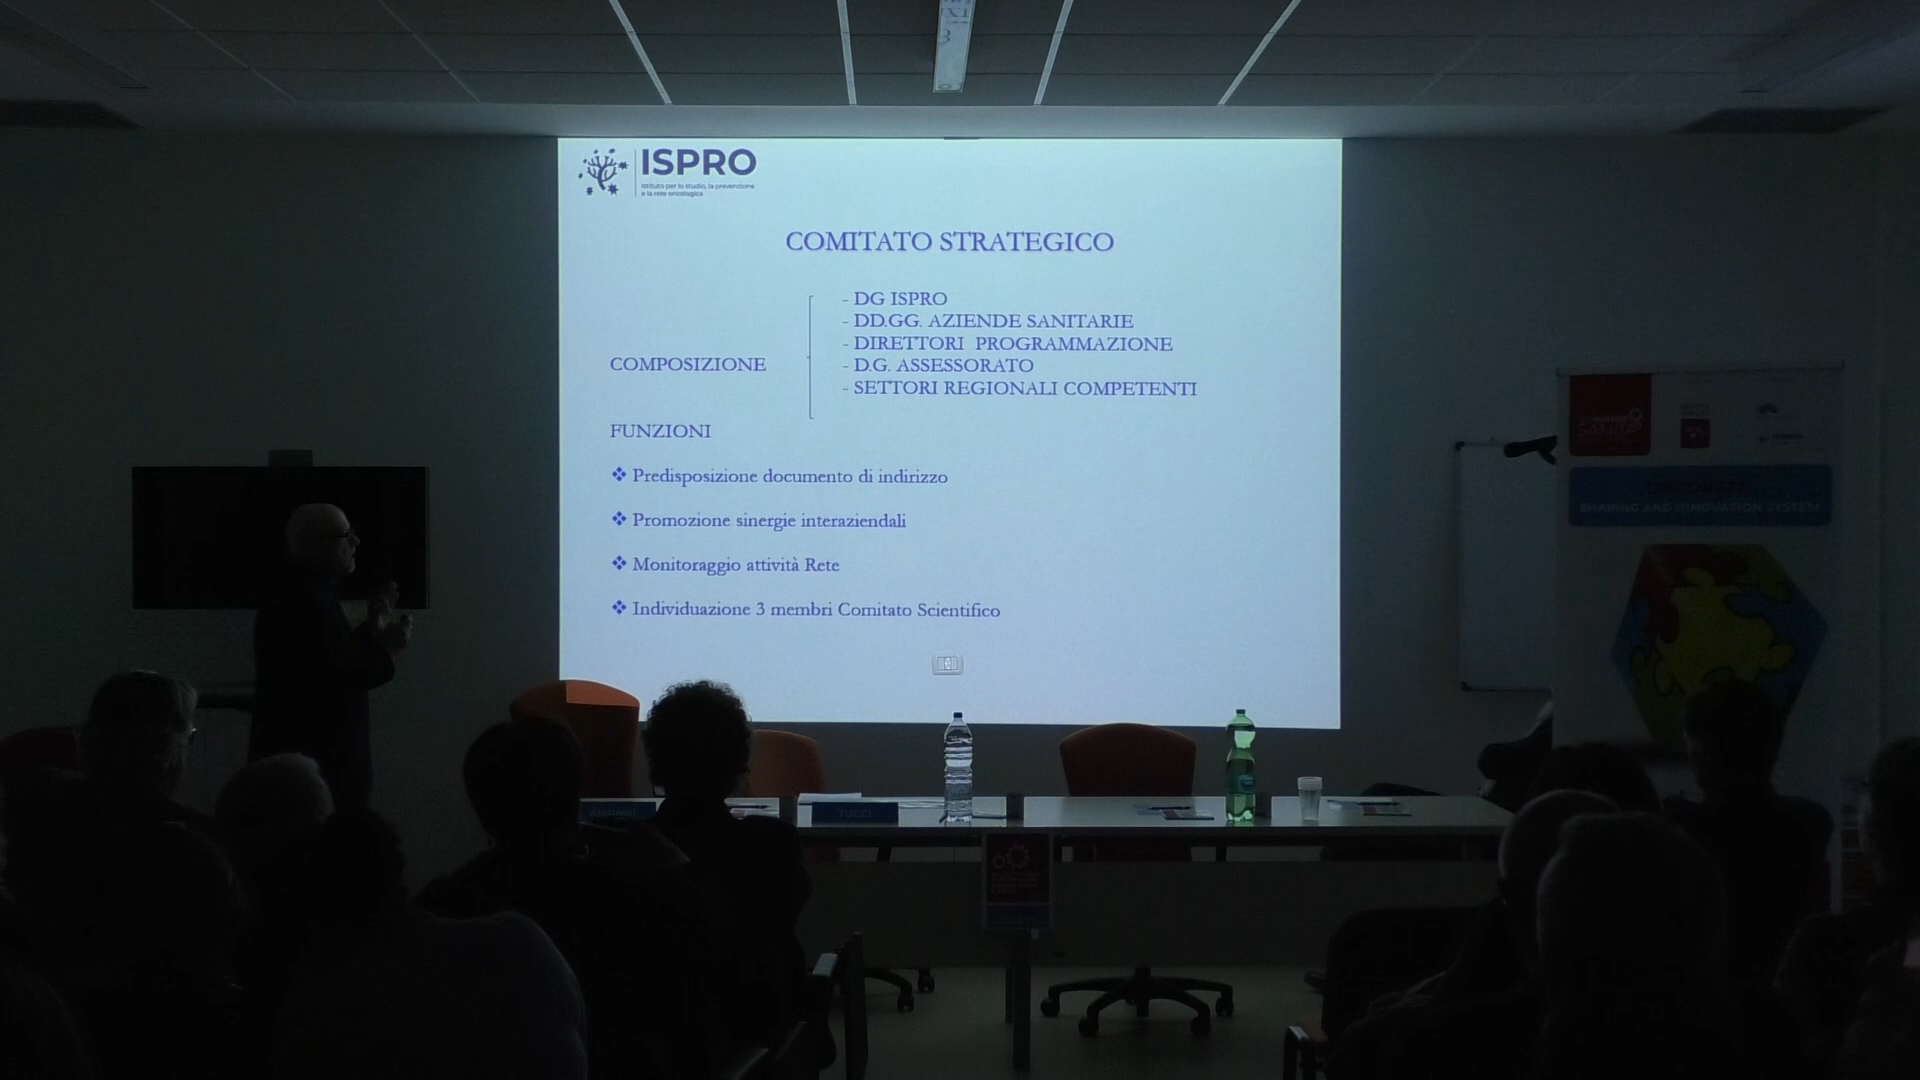 ISPRO
Istituto per lo studio, la prevenzione
e la rete oncologica
COMITATO STRATEGICO
- DG ISPRO
- DD.GG. AZIENDE SANITARIE
- DIRETTORI PROGRAMMAZIONE
COMPOSIZIONE
- D.G. ASSESSORATO
- SETTORI REGIONALI COMPETENTI
FUNZIONI
❖ Predisposizione documento di indirizzo
❖ Promozione sinergie interaziendali
❖ Monitoraggio attività Rete
❖ Individuazione 3 membri Comitato Scientifico
SANITÀ
SHARING AND INNOVATION SYSTEM
TUCCI